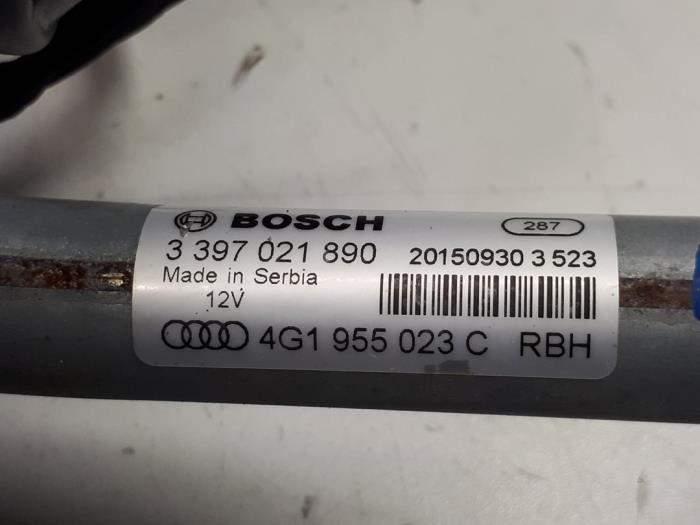 BOSCH 287
3 397 021 890 20150930 3 523
Made in Serbia
12V
4G1 955 023 C RBH